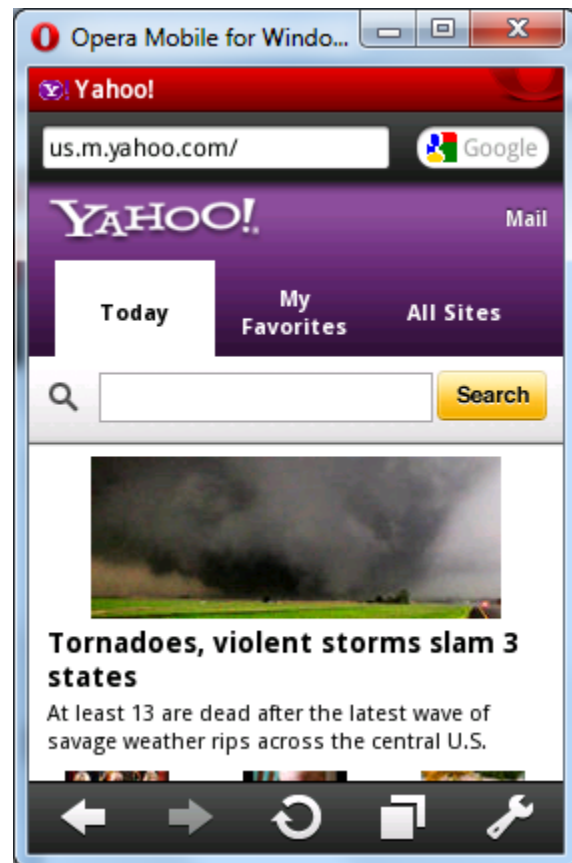 Opera Mobile for Windo...
Yahoo!
us.m.yahoo.com/
Google
YAHOO!
Mail
Today
My
Favorites
All Sites
Search
Tornadoes, violent storms slam 3
states
At least 13 are dead after the latest wave of
savage weather rips across the central U.S.